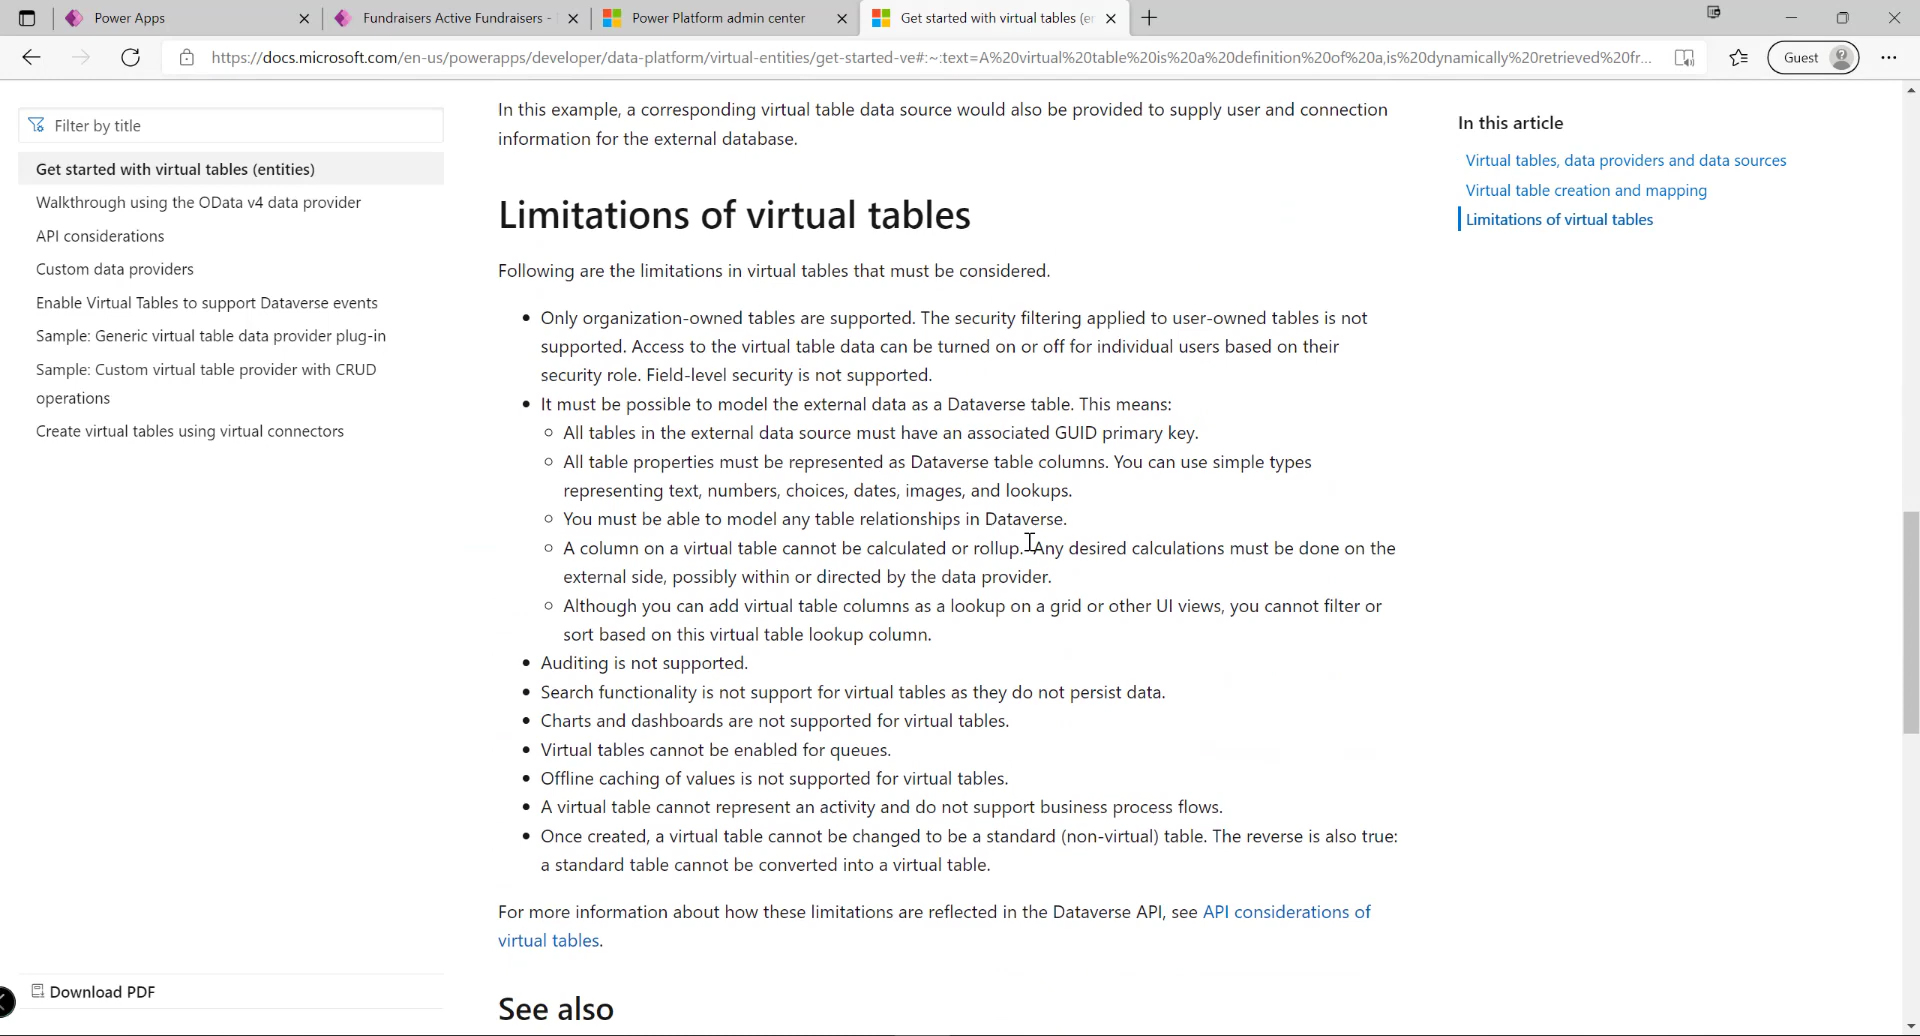 Power Apps
Fundraisers Active Fundraisers -
Power Platform admin center
Get started with virtual tables (er
https://docs.microsoft.com/en-us/powerapps/developer/data-platform/virtual-entities/get-started-ve#:~:text=A%20virtual%20table%20is%20a%20definition%20of%20a,is%20dynamically%20retrieved%20fr...
Guest
Filter by title
Get started with virtual tables (entities)
Walkthrough using the OData v4 data provider
API considerations
Custom data providers
Enable Virtual Tables to support Dataverse events
Sample: Generic virtual table data provider plug-in
Sample: Custom virtual table provider with CRUD
operations
Create virtual tables using virtual connectors
Download PDF
In this example, a corresponding virtual table data source would also be provided to supply user and connection
information for the external database.
Limitations of virtual tables
Following are the limitations in virtual tables that must be considered.
• Only organization-owned tables are supported. The security filtering applied to user-owned tables is not
supported. Access to the virtual table data can be turned on or off for individual users based on their
security role. Field-level security is not supported.
• It must be possible to model the external data as a Dataverse table. This means:
○ All tables in the external data source must have an associated GUID primary key.
○ All table properties must be represented as Dataverse table columns. You can use simple types
representing text, numbers, choices, dates, images, and lookups.
○ You must be able to model any table relationships in Dataverse.
○ A column on a virtual table cannot be calculated or rollup. Any desired calculations must be done on the
external side, possibly within or directed by the data provider.
○ Although you can add virtual table columns as a lookup on a grid or other UI views, you cannot filter or
sort based on this virtual table lookup column.
• Auditing is not supported.
• Search functionality is not support for virtual tables as they do not persist data.
• Charts and dashboards are not supported for virtual tables.
• Virtual tables cannot be enabled for queues.
• Offline caching of values is not supported for virtual tables.
• A virtual table cannot represent an activity and do not support business process flows.
• Once created, a virtual table cannot be changed to be a standard (non-virtual) table. The reverse is also true:
a standard table cannot be converted into a virtual table.
For more information about how these limitations are reflected in the Dataverse API, see API considerations of
virtual tables.
See also
In this article
Virtual tables, data providers and data sources
Virtual table creation and mapping
Limitations of virtual tables